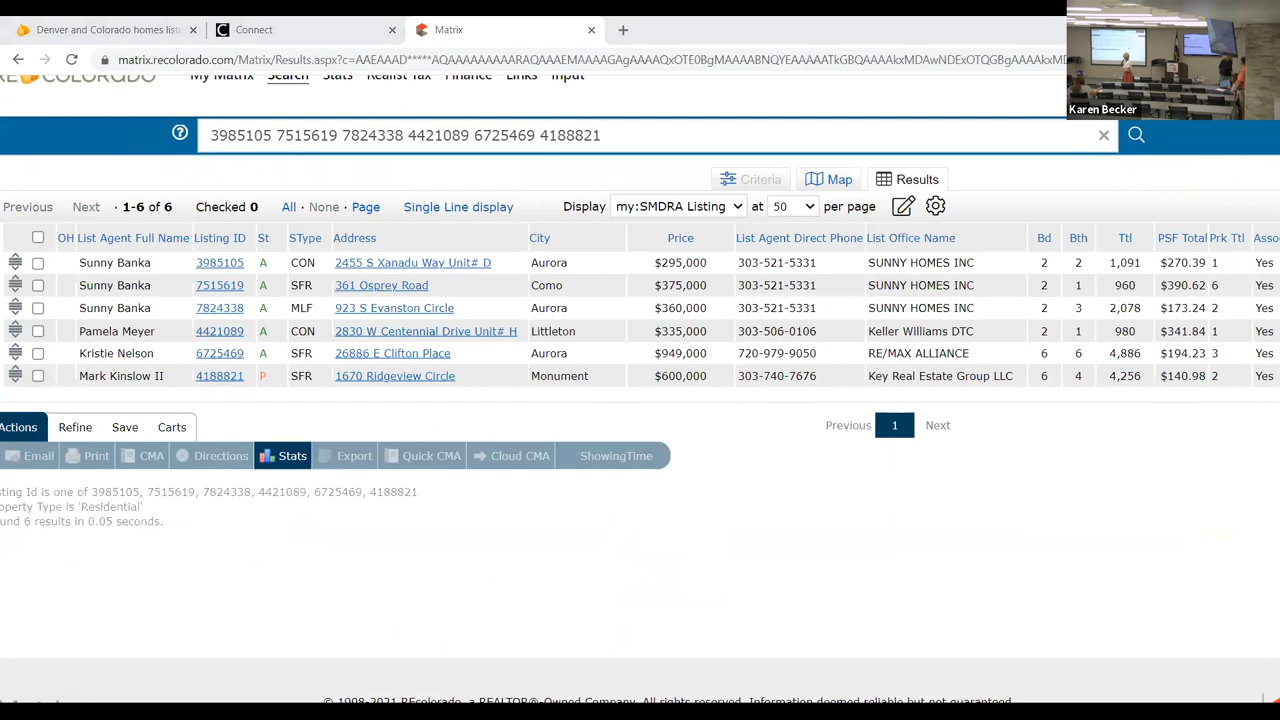 Denver and Colorado homes list
Connect
Matrix
matrix.recolorado.com/Matrix/Results.aspx?c=AAEAAAD*****AQAAAAAAAAARAQAAAEMAAAAGAgAAAAQxOTE0BgMAAAABNQYEAAAAATkGBQAAAAkxMDAwNDExOTQGBgAAAAkxMD
Karen Becker
RECOLORADO
My Matrix Search Stats Realist Tax Finance Links Input
3985105 7515619 7824338 4421089 6725469 4188821
Criteria Map Results
Previous Next · 1-6 of 6 Checked 0 All · None · Page Single Line display Display my:SMDRA Listing at 50 per page
OH List Agent Full Name Listing ID St SType Address City Price List Agent Direct Phone List Office Name Bd Bth Ttl PSF Total Prk Ttl Asso
Sunny Banka 3985105 A CON 2455 S Xanadu Way Unit# D Aurora $295,000 303-521-5331 SUNNY HOMES INC 2 2 1,091 $270.39 1 Yes
Sunny Banka 7515619 A SFR 361 Osprey Road Como $375,000 303-521-5331 SUNNY HOMES INC 2 1 960 $390.62 6 Yes
Sunny Banka 7824338 A MLF 923 S Evanston Circle Aurora $360,000 303-521-5331 SUNNY HOMES INC 2 3 2,078 $173.24 2 Yes
Pamela Meyer 4421089 A CON 2830 W Centennial Drive Unit# H Littleton $335,000 303-506-0106 Keller Williams DTC 2 1 980 $341.84 1 Yes
Kristie Nelson 6725469 A SFR 26886 E Clifton Place Aurora $949,000 720-979-9050 RE/MAX ALLIANCE 6 6 4,886 $194.23 3 Yes
Mark Kinslow II 4188821 P SFR 1670 Ridgeview Circle Monument $600,000 303-740-7676 Key Real Estate Group LLC 6 4 4,256 $140.98 2 Yes
Actions Refine Save Carts
Previous 1 Next
Email Print CMA Directions Stats Export Quick CMA Cloud CMA ShowingTime
sting Id is one of 3985105, 7515619, 7824338, 4421089, 6725469, 4188821
roperty Type is 'Residential'
ound 6 results in 0.05 seconds.
© 1998-2021 REcolorado, a REALTOR®-Owned Company. All rights reserved. Information deemed reliable but not guaranteed.